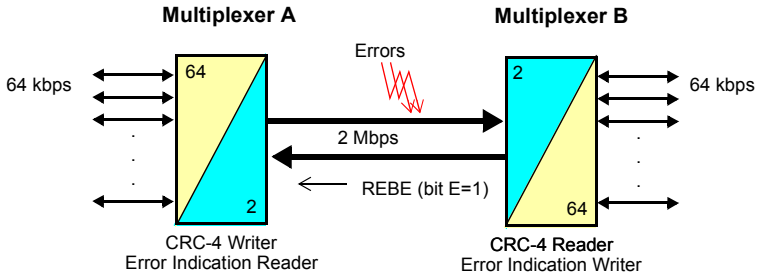 Multiplexer A
Multiplexer B
Errors
64
2
64 kbps
64 kbps
2 Mbps
.
.
.
.
.
.
REBE (bit E=1)
2
64
CRC-4 Writer
Error Indication Reader
CRC-4 Reader
Error Indication Writer